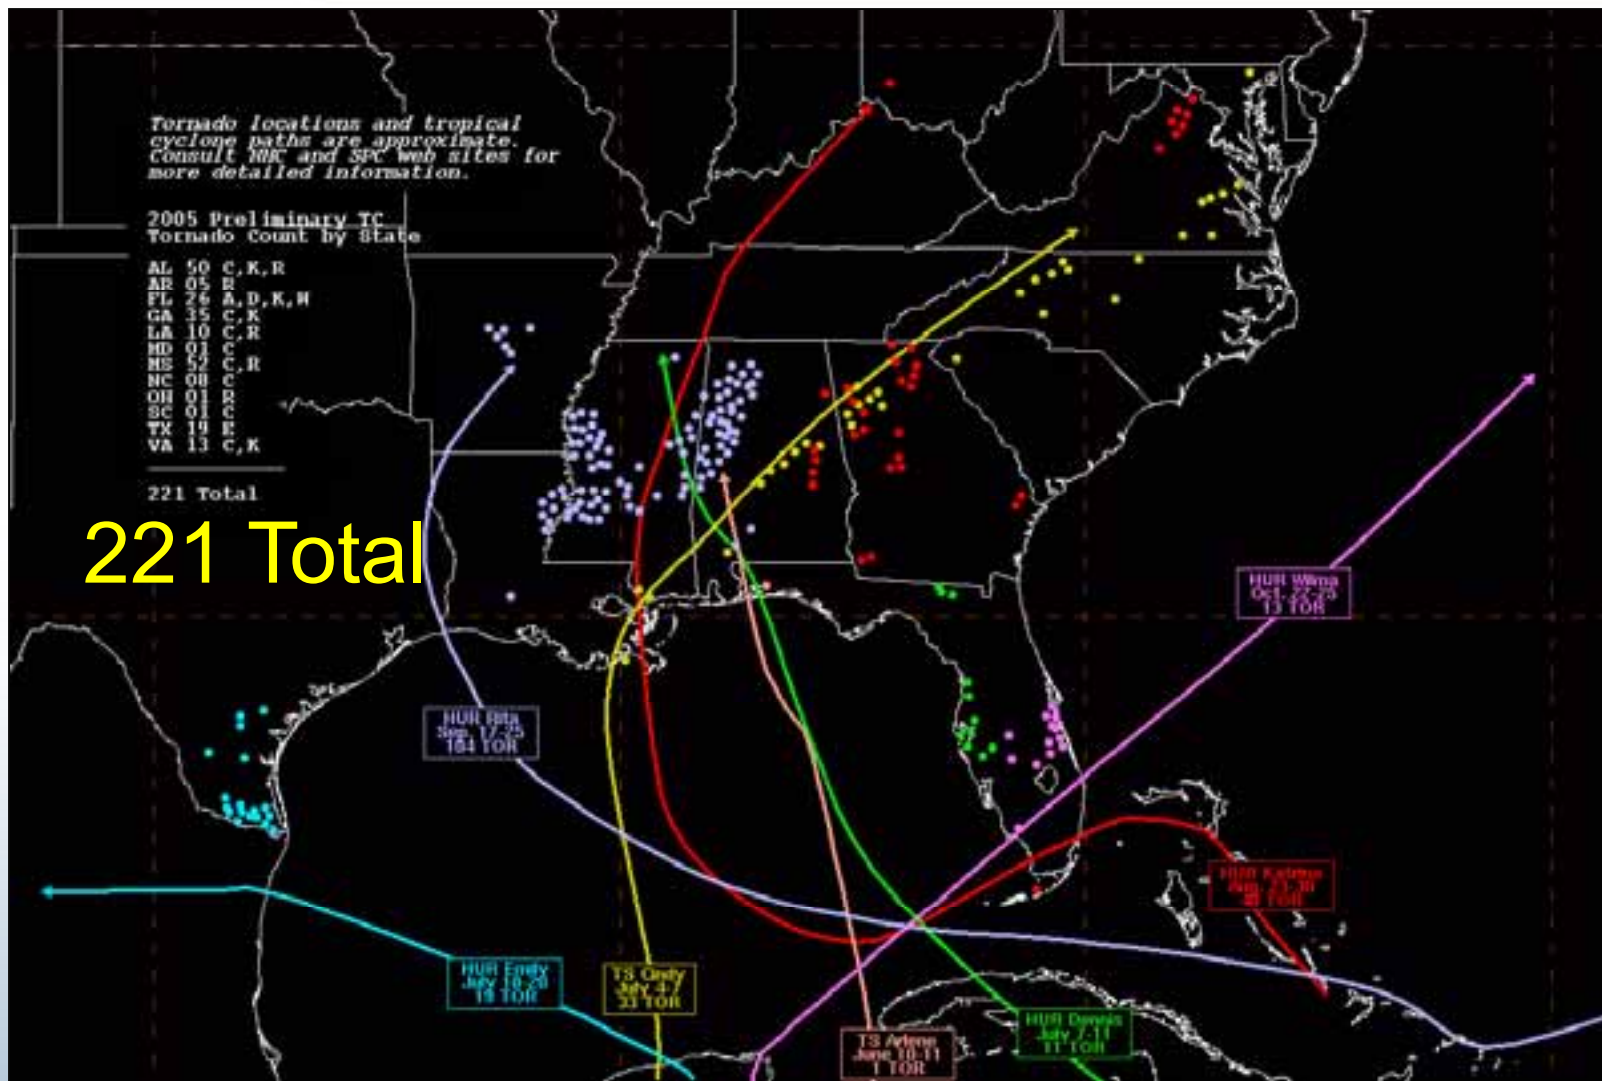 Tornado locations and tropical
cyclone paths are approximate.
Consult NHC and SPC Web sites for
more detailed information.
2005 Preliminary TC
Tornado Count by State
AL 50 C,K,R
AR 05 R
FL 26 A,D,K,W
GA 35 C,K
LA 10 C,R
MD 01 C
MS 52 C,R
NC 08 C
OH 01
SC 01 C
TX 19 E
VA 13 C,K
221 Total
221 Total
HUR Wilma
Oct. 22-25
13 TOR
HUR Rita
Sep. 17-25
104 TOR
HUR Katrina
Aug. 23-30
TOR
HUR Emily
July
19 TOR
TS Cindy
July 4-7
33 TOR
HUR Dennis
July 7-11
11 TOR
TS Arlene
June 10-11
1 TOR